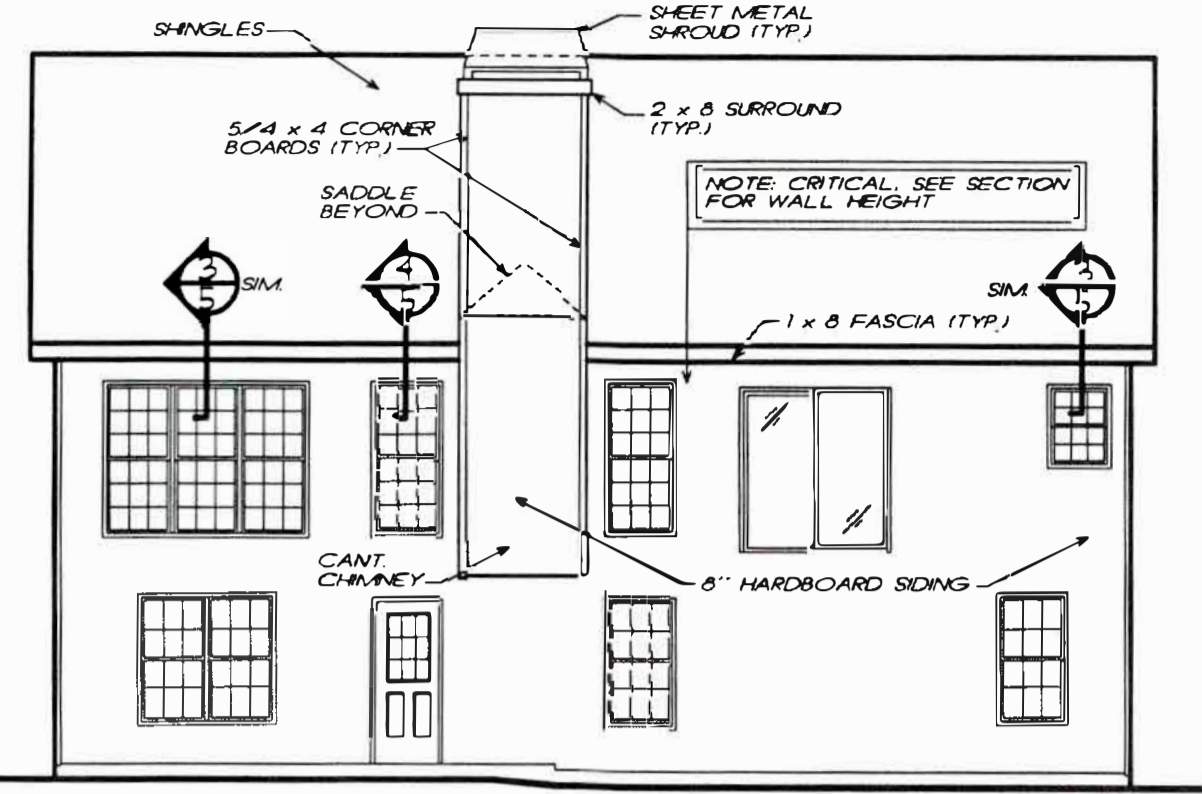 SHEET METAL
SHROUD (TYP.)
SHINGLES
2 x 8 SURROUND
(TYP.)
5/4 x 4 CORNER
BOARDS (TYP.)
NOTE: CRITICAL, SEE SECTION
FOR WALL HEIGHT
SADDLE
BEYOND
3
5
SIM.
4
5
SIM.
3
5
1 x 8 FASCIA (TYP.)
CANT.
CHIMNEY
8" HARDBOARD SIDING